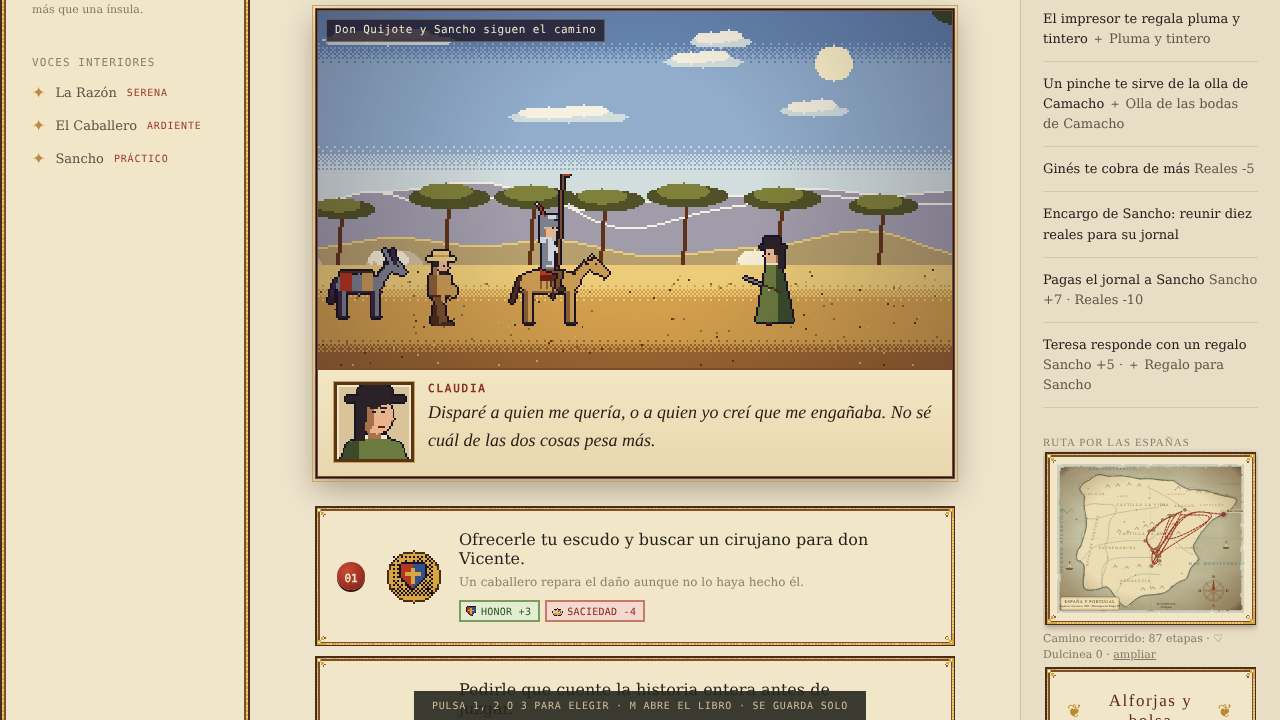 más que una ínsula.
VOCES INTERIORES
La Razón SERENA
El Caballero ARDIENTE
Sancho PRÁCTICO
Don Quijote y Sancho siguen el camino
CLAUDIA
Disparé a quien me quería, o a quien yo creí que me engañaba. No sé
cuál de las dos cosas pesa más.
01
Ofrecerle tu escudo y buscar un cirujano para don
Vicente.
Un caballero repara el daño aunque no lo haya hecho él.
HONOR +3
SACIEDAD -4
Pedirle que cuente la historia entera antes de
PULSA 1, 2 O 3 PARA ELEGIR · M ABRE EL LIBRO · SE GUARDA SOLO
El impresor te regala pluma y
tintero + Pluma y tintero
Un pinche te sirve de la olla de
Camacho + Olla de las bodas
de Camacho
Ginés te cobra de más Reales -5
Encargo de Sancho: reunir diez
reales para su jornal
Pagas el jornal a Sancho Sancho
+7 · Reales -10
Teresa responde con un regalo
Sancho +5 · + Regalo para
Sancho
RUTA POR LAS ESPAÑAS
ESPAÑA Y PORTUGAL
Camino recorrido: 87 etapas · ♡
Dulcinea 0 · ampliar
Alforjas y
bolsa